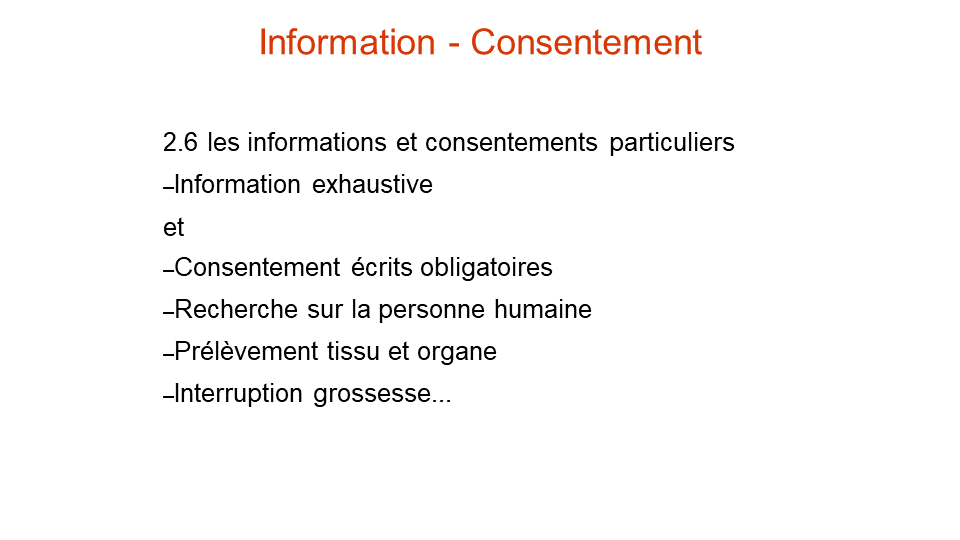 Information - Consentement
2.6 les informations et consentements particuliers
–Information exhaustive
et
–Consentement écrits obligatoires
–Recherche sur la personne humaine
–Prélèvement tissu et organe
–Interruption grossesse...